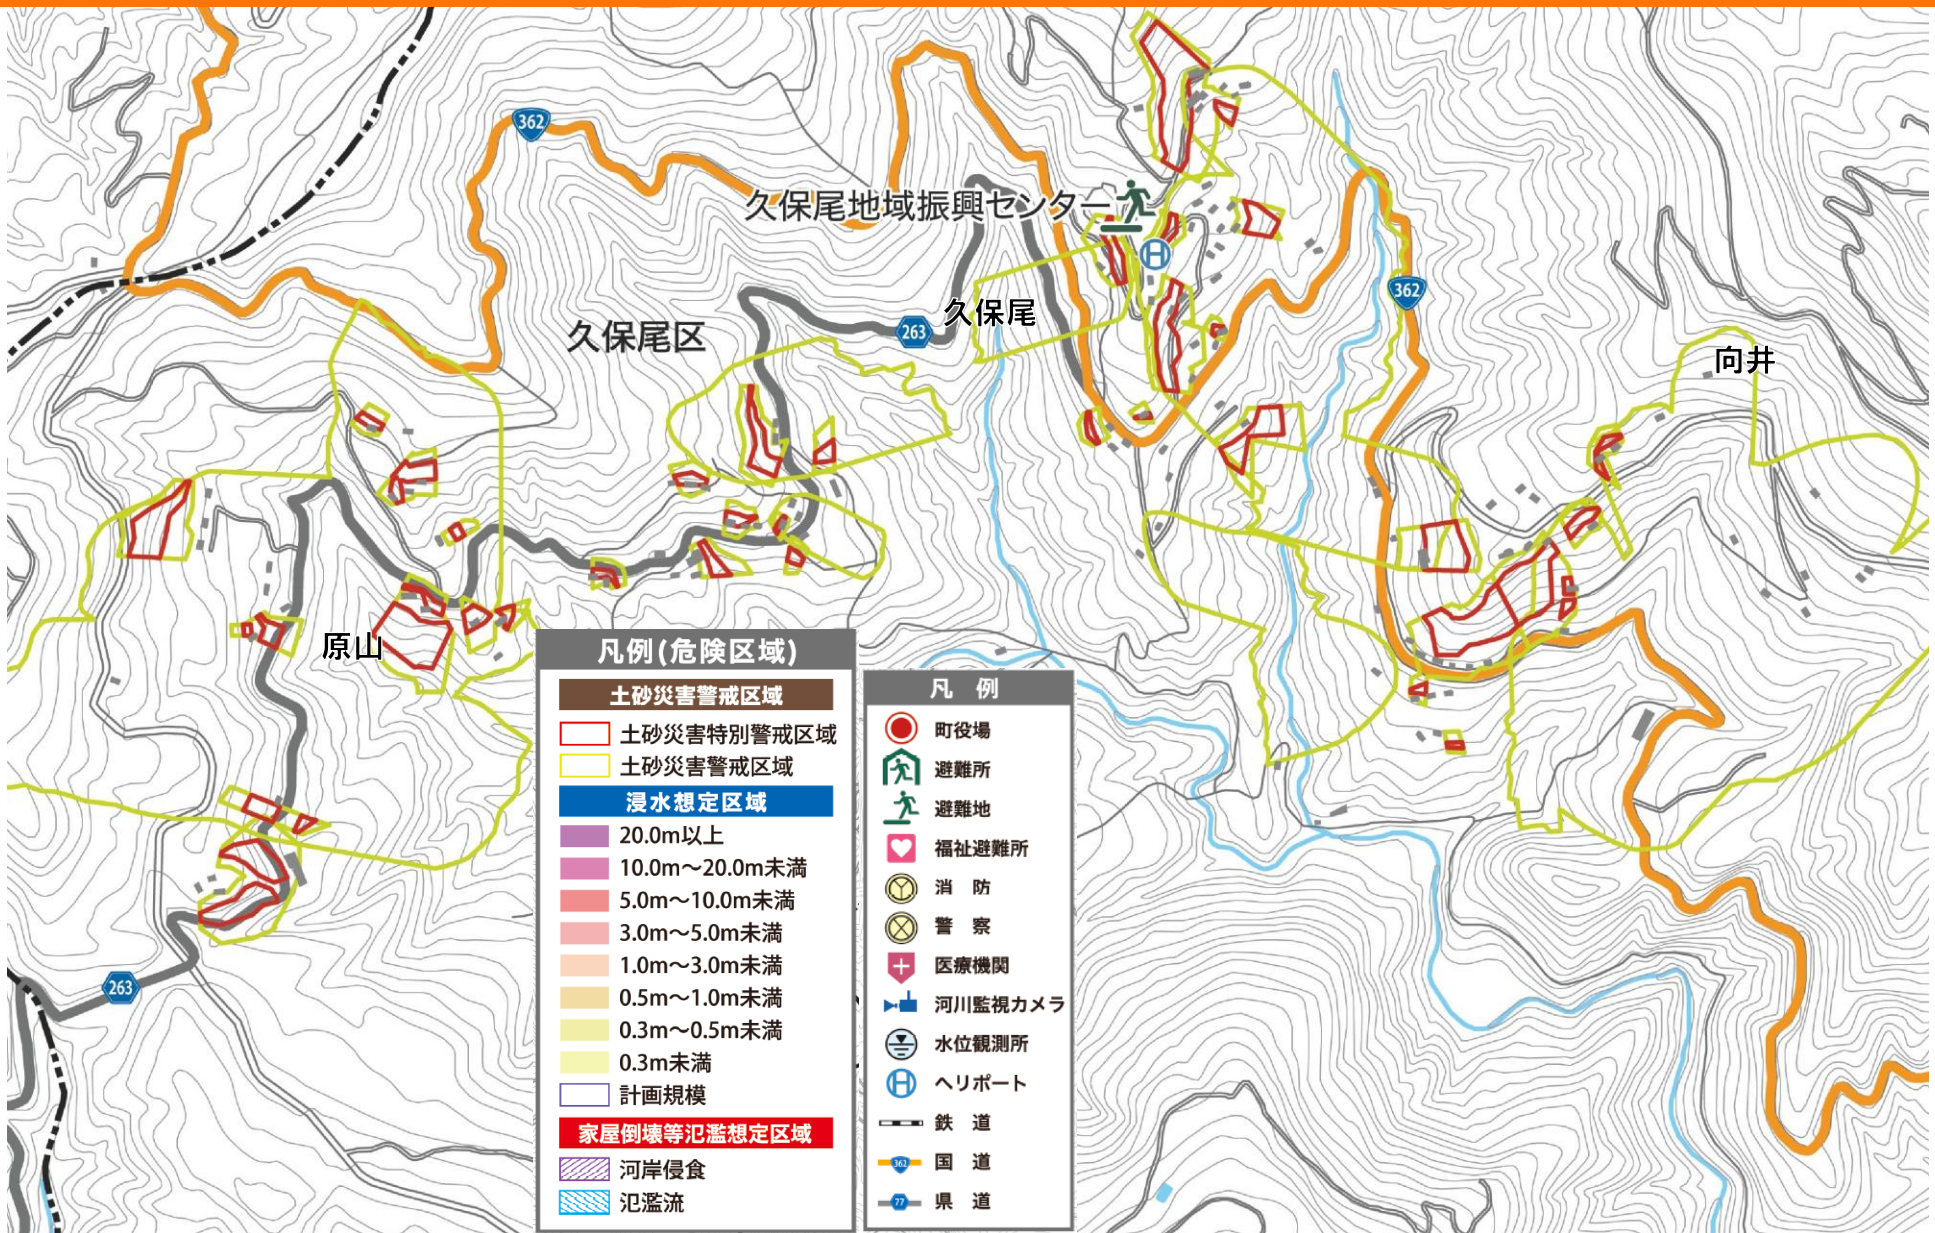 362
久保尾地域振興センター
362
久保尾区
263
久保尾
向井
原山
263
凡例(危険区域)
土砂災害警戒区域
土砂災害特別警戒区域
土砂災害警戒区域
浸水想定区域
20.0m以上
10.0m～20.0m未満
5.0m～10.0m未満
3.0m～5.0m未満
1.0m～3.0m未満
0.5m～1.0m未満
0.3m～0.5m未満
0.3m未満
計画規模
家屋倒壊等氾濫想定区域
河岸侵食
氾濫流
凡 例
町役場
避難所
避難地
福祉避難所
消 防
警 察
医療機関
河川監視カメラ
水位観測所
ヘリポート
鉄 道
362 国 道
77 県 道